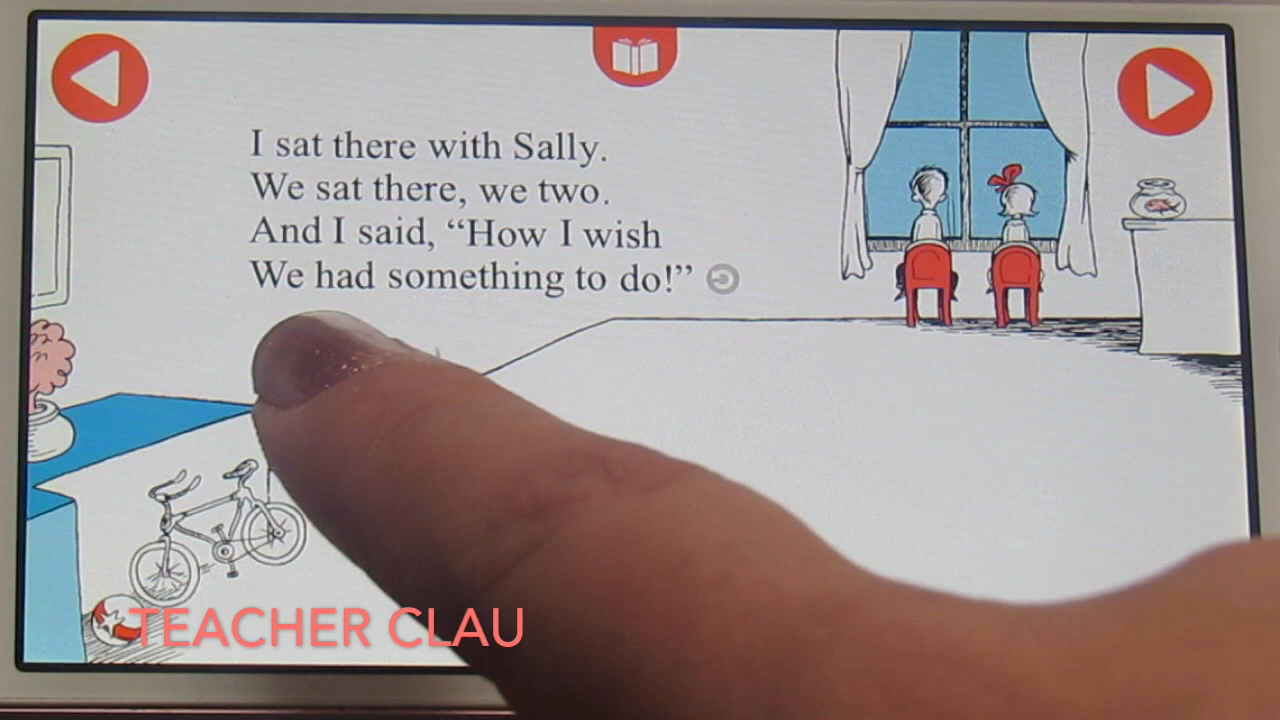 I sat there with Sally.
We sat there, we two.
And I said, “How I wish
We had something to do!”
TEACHER CLAU